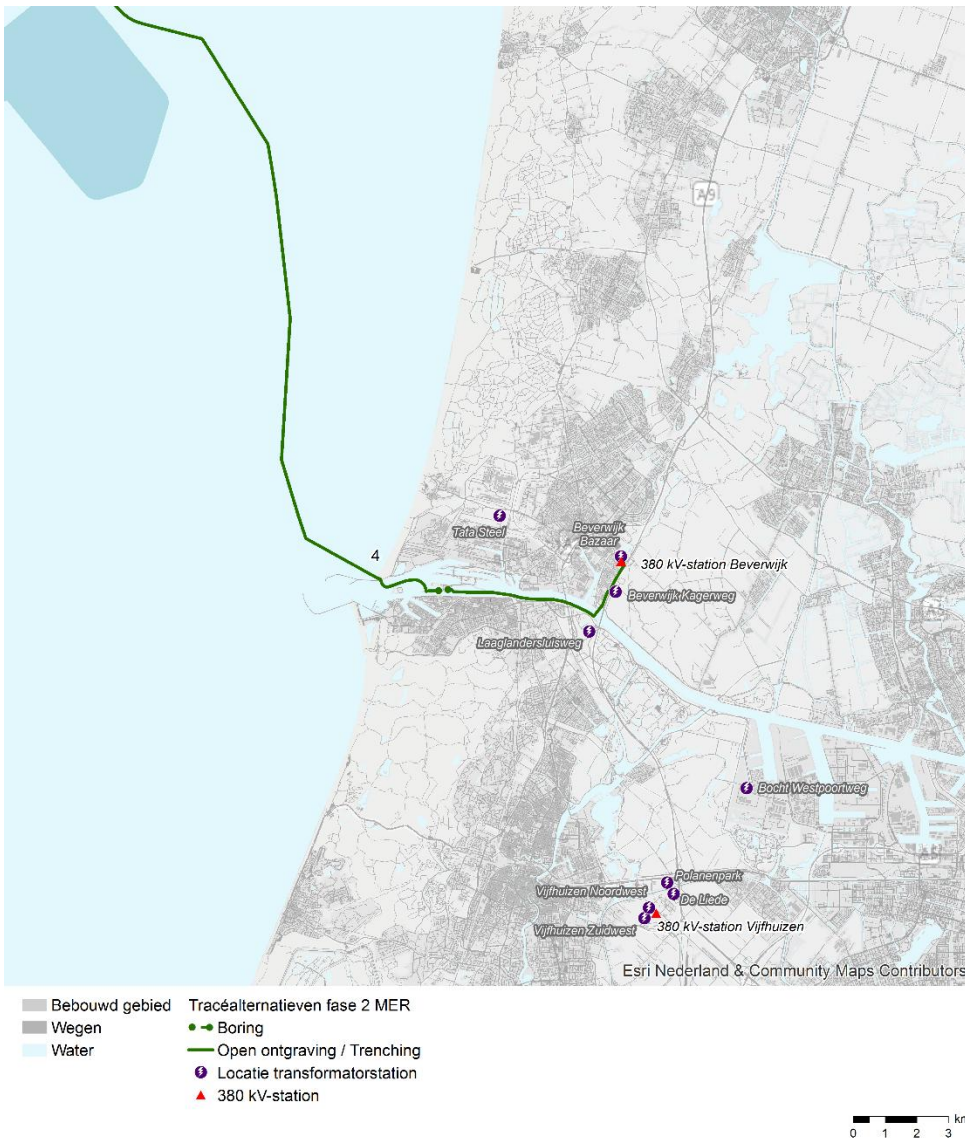 A9
4
Tata Steel
Beverwijk
Bazaar
380 kV-station Beverwijk
Beverwijk Kagerweg
Laaglandersluisweg
Bocht Westpoortweg
Polanenpark
Vijfhuizen Noordwest
De Liede
Vijfhuizen Zuidwest
380 kV-station Vijfhuizen
Esri Nederland & Community Maps Contributors
Bebouwd gebied
Wegen
Water
Tracéalternatieven fase 2 MER
Boring
Open ontgraving / Trenching
Locatie transformatorstation
380 kV-station
km
0 1 2 3